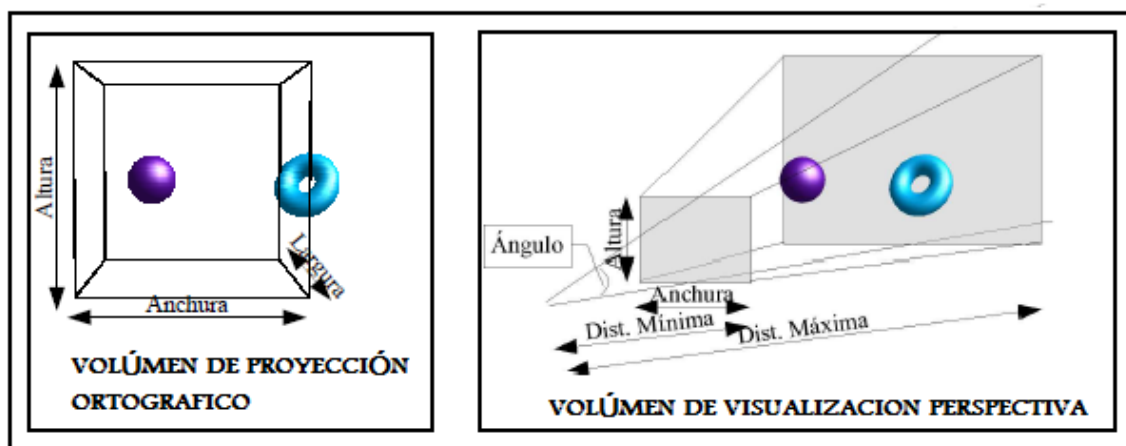 Altura
Largura
Anchura
VOLÚMEN DE PROYECCIÓN
ORTOGRAFICO
Ángulo
Altura
Anchura
Dist. Mínima
Dist. Máxima
VOLÚMEN DE VISUALIZACION PERSPECTIVA